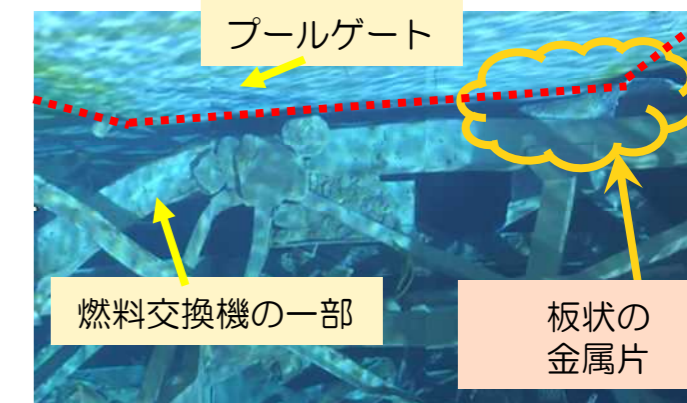 プールゲート
燃料交換機の一部
板状の
金属片